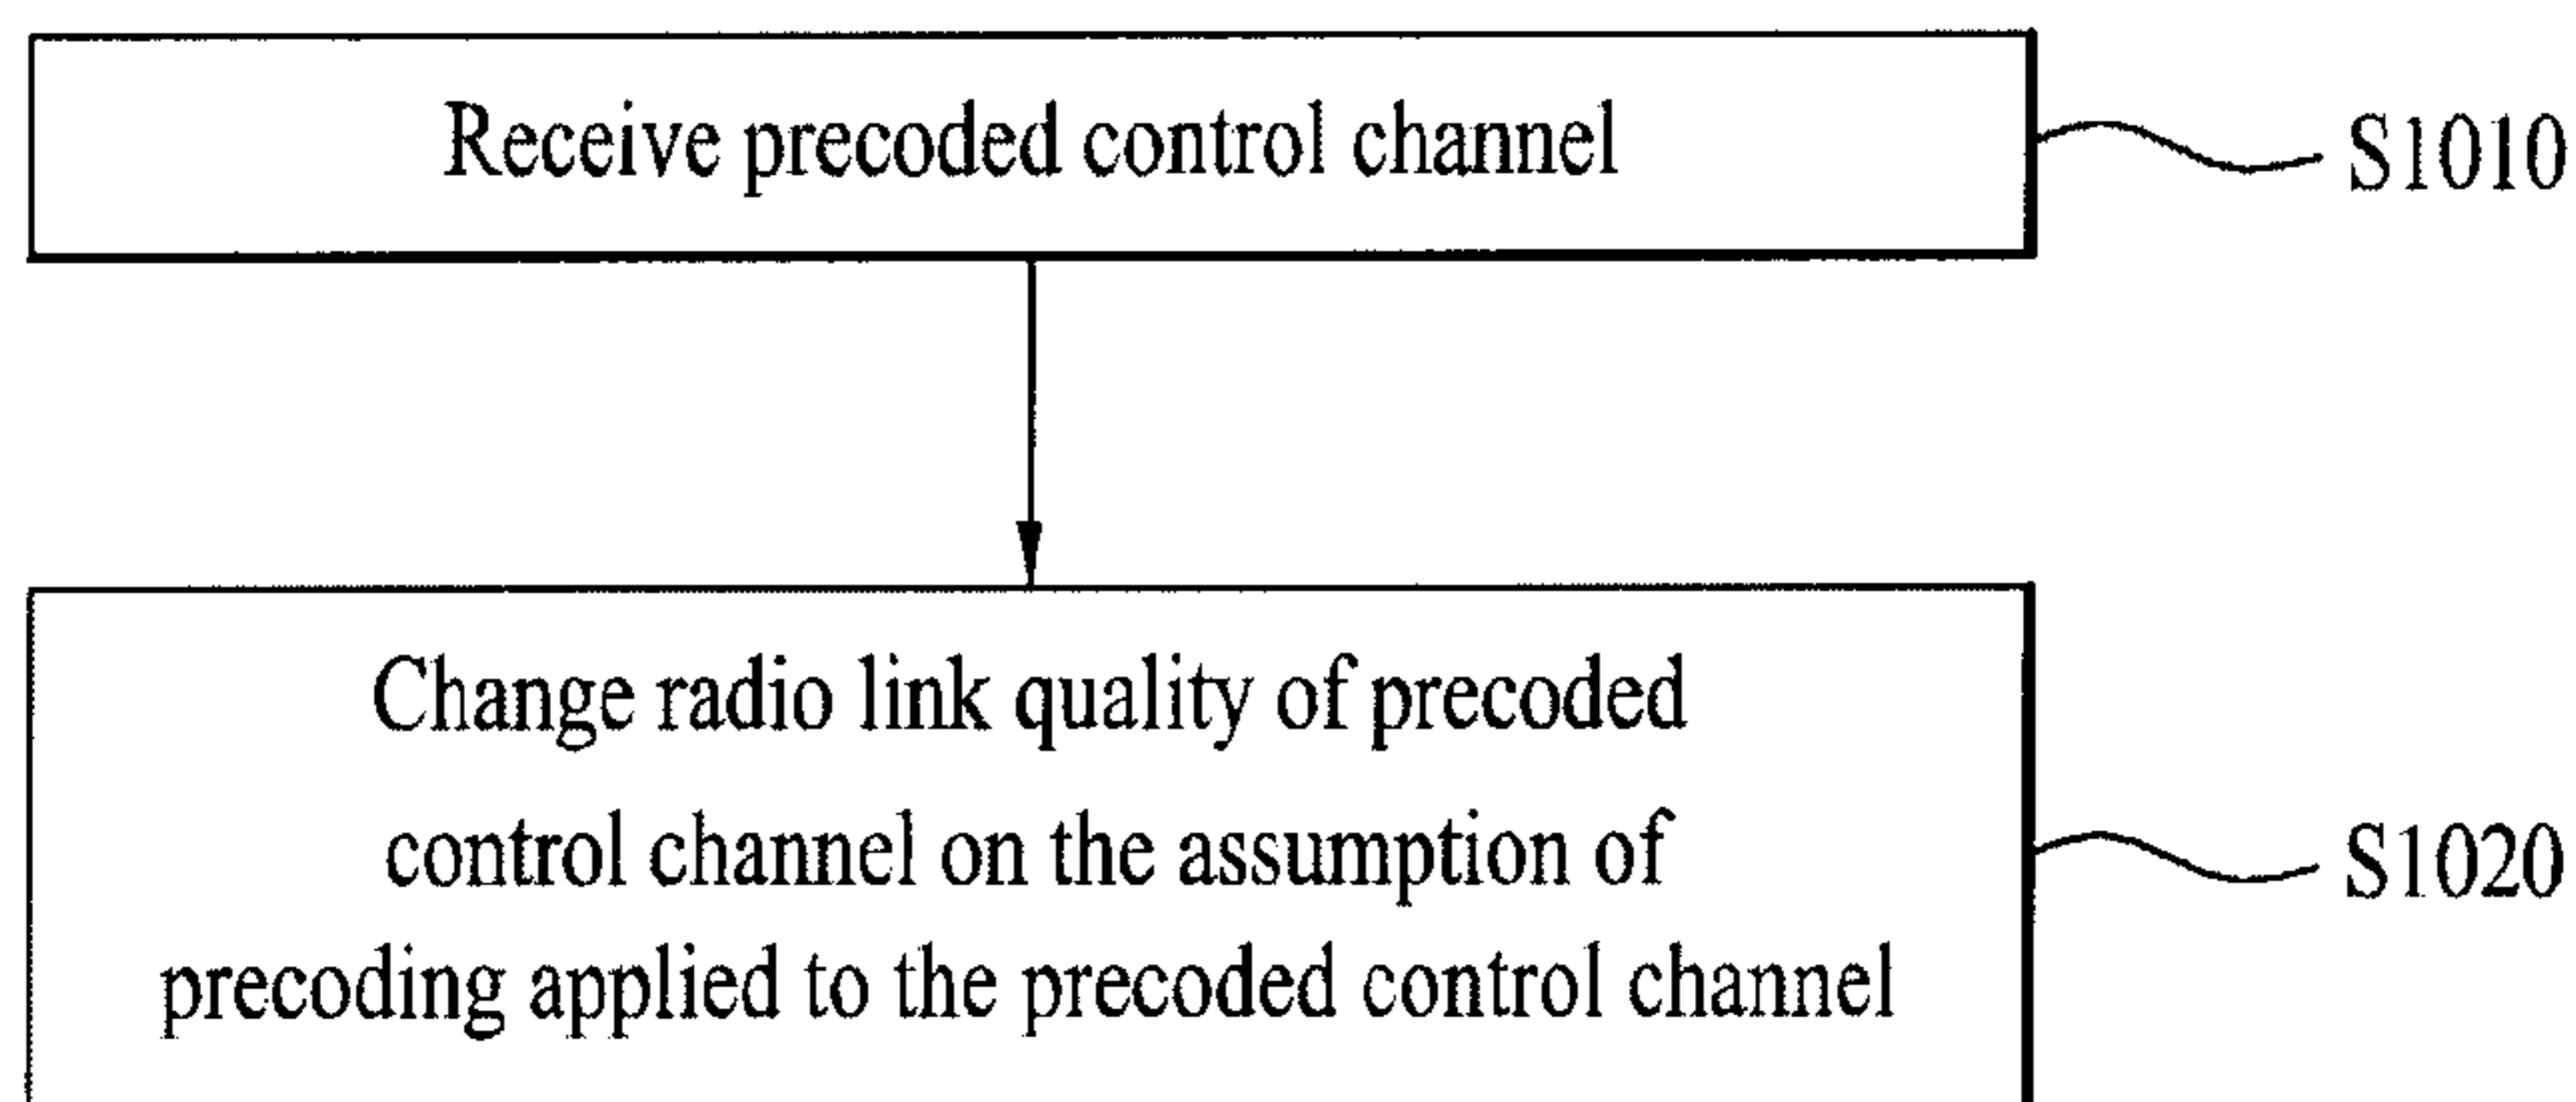 Receive precoded control channel
S1010
Change radio link quality of precoded
control channel on the assumption of
precoding applied to the precoded control channel
S1020